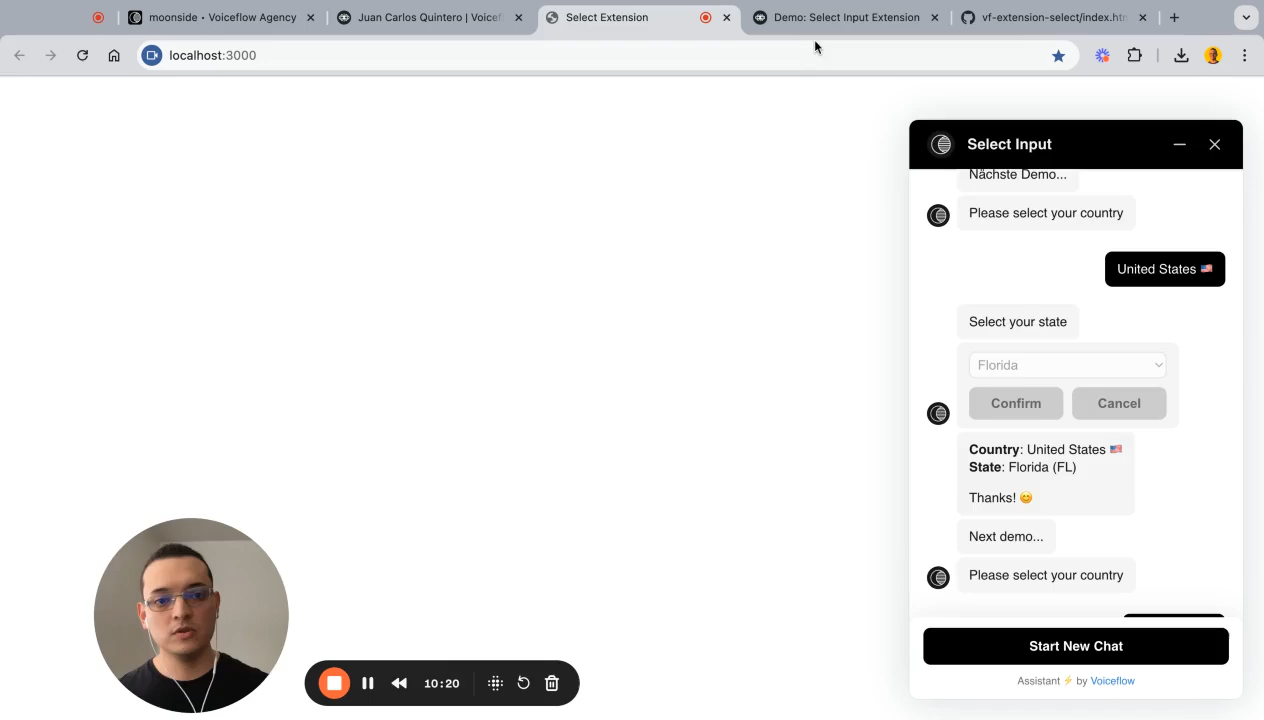 moonside • Voiceflow Agency
Juan Carlos Quintero | Voicef
Select Extension
Demo: Select Input Extension
vf-extension-select/index.htm
localhost:3000
Select Input
Nächste Demo...
Please select your country
United States 🇺🇸
Select your state
Florida
Confirm
Cancel
Country: United States 🇺🇸
State: Florida (FL)
Thanks! 😊
Next demo...
Please select your country
Start New Chat
Assistant ⚡ by Voiceflow
10:20